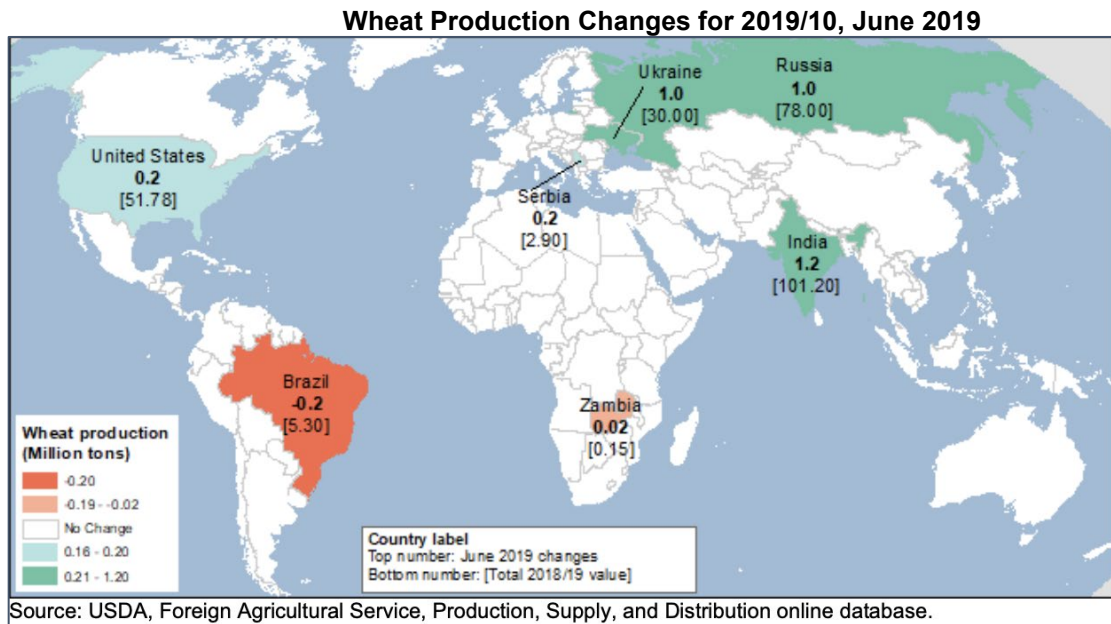 Wheat Production Changes for 2019/10, June 2019
Ukraine
1.0
[30.00]
Russia
1.0
[78.00]
United States
0.2
[51.78]
Serbia
0.2
[2.90]
India
1.2
[101.20]
Brazil
-0.2
[5.30]
Zambia
0.02
[0.15]
Wheat production
(Million tons)
-0.20
-0.19 - -0.02
No Change
0.16 - 0.20
0.21 - 1.20
Country label
Top number: June 2019 changes
Bottom number: [Total 2018/19 value]
Source: USDA, Foreign Agricultural Service, Production, Supply, and Distribution online database.